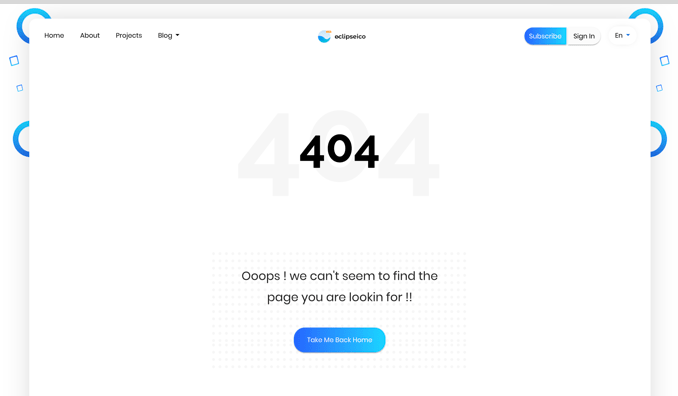 Home About Projects Blog eclipseico Subscribe Sign In En
404
404
Ooops ! we can't seem to find the
page you are lookin for !!
Take Me Back Home